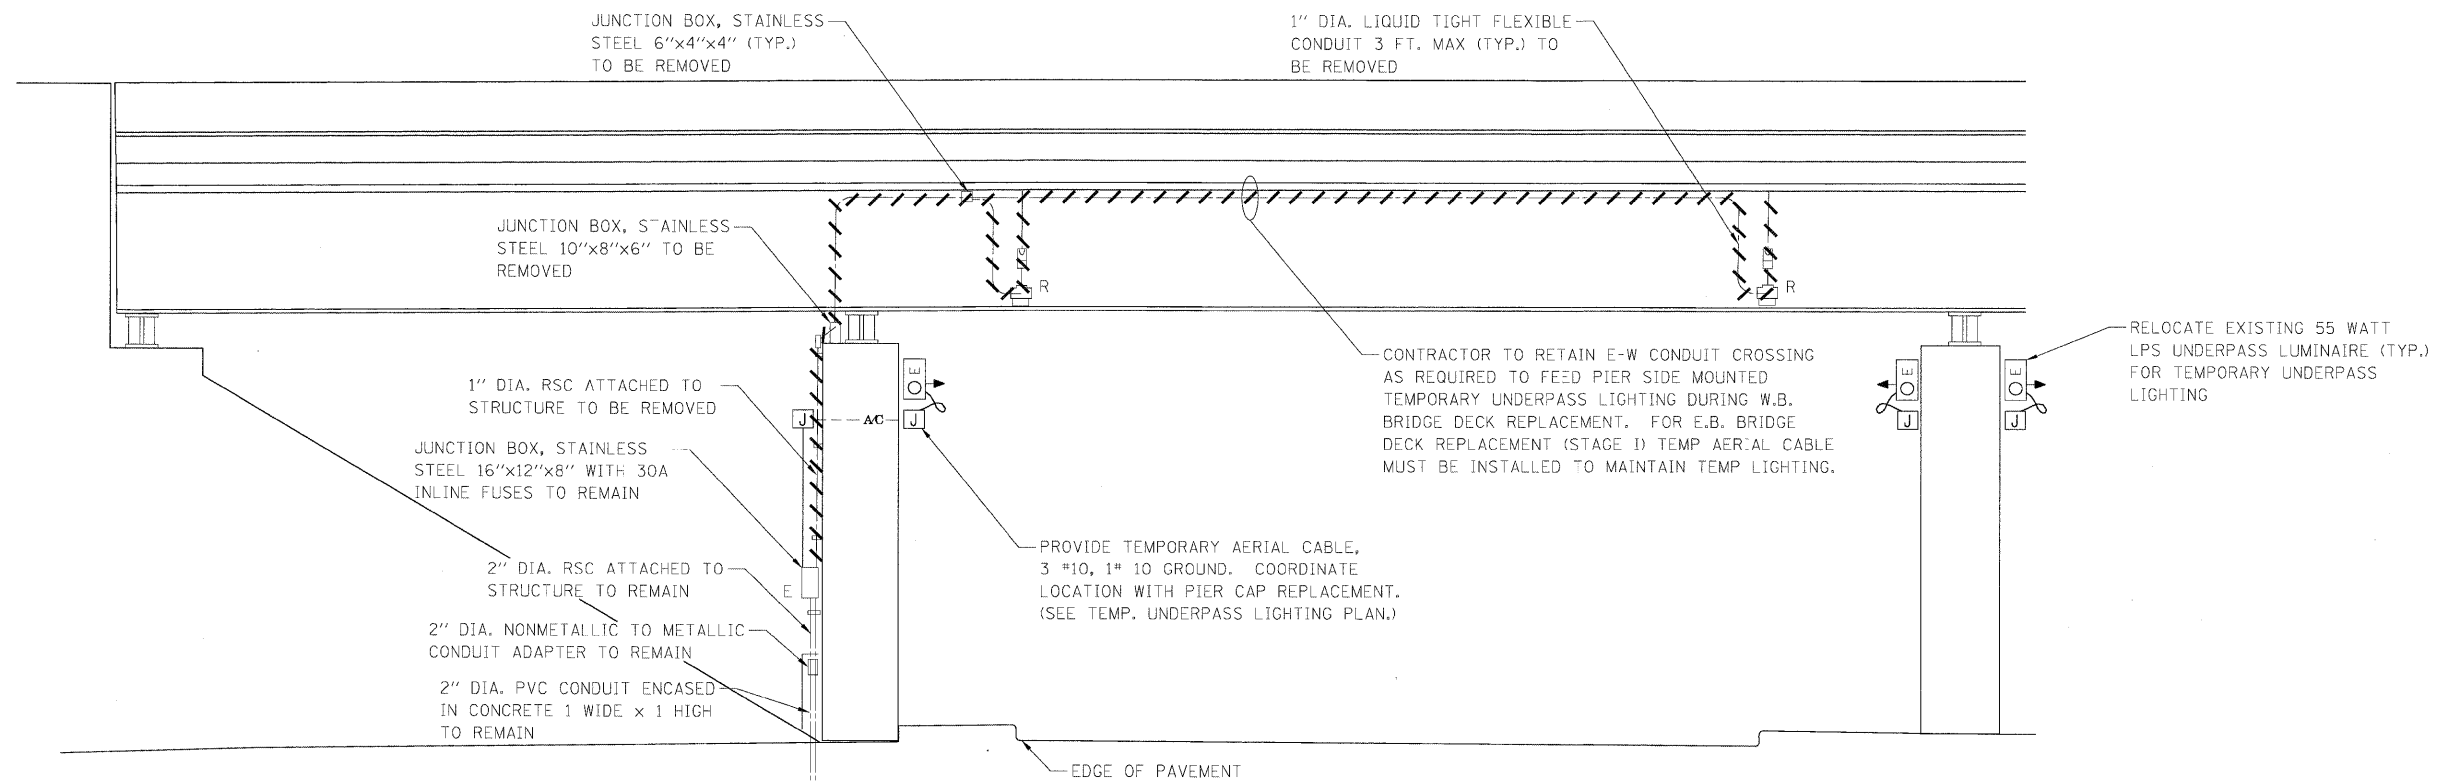 JUNCTION BOX, STAINLESS
STEEL 6"x4"x4" (TYP.)
TO BE REMOVED
1" DIA. LIQUID TIGHT FLEXIBLE
CONDUIT 3 FT. MAX (TYP.) TO
BE REMOVED
JUNCTION BOX, STAINLESS
STEEL 10"x8"x6" TO BE
REMOVED
R
R
RELOCATE EXISTING 55 WATT
LPS UNDERPASS LUMINAIRE (TYP.)
FOR TEMPORARY UNDERPASS
LIGHTING
CONTRACTOR TO RETAIN E-W CONDUIT CROSSING
AS REQUIRED TO FEED PIER SIDE MOUNTED
TEMPORARY UNDERPASS LIGHTING DURING W.B.
BRIDGE DECK REPLACEMENT. FOR E.B. BRIDGE
DECK REPLACEMENT (STAGE I) TEMP AERIAL CABLE
MUST BE INSTALLED TO MAINTAIN TEMP LIGHTING.
E
E
E
1" DIA. RSC ATTACHED TO
STRUCTURE TO BE REMOVED
J
A/C
J
J
J
JUNCTION BOX, STAINLESS
STEEL 16"x12"x8" WITH 30A
INLINE FUSES TO REMAIN
PROVIDE TEMPORARY AERIAL CABLE,
3 #10, 1# 10 GROUND. COORDINATE
LOCATION WITH PIER CAP REPLACEMENT.
(SEE TEMP. UNDERPASS LIGHTING PLAN.)
2" DIA. RSC ATTACHED TO
STRUCTURE TO REMAIN
E
2" DIA. NONMETALLIC TO METALLIC
CONDUIT ADAPTER TO REMAIN
2" DIA. PVC CONDUIT ENCASED
IN CONCRETE 1 WIDE x 1 HIGH
TO REMAIN
EDGE OF PAVEMENT